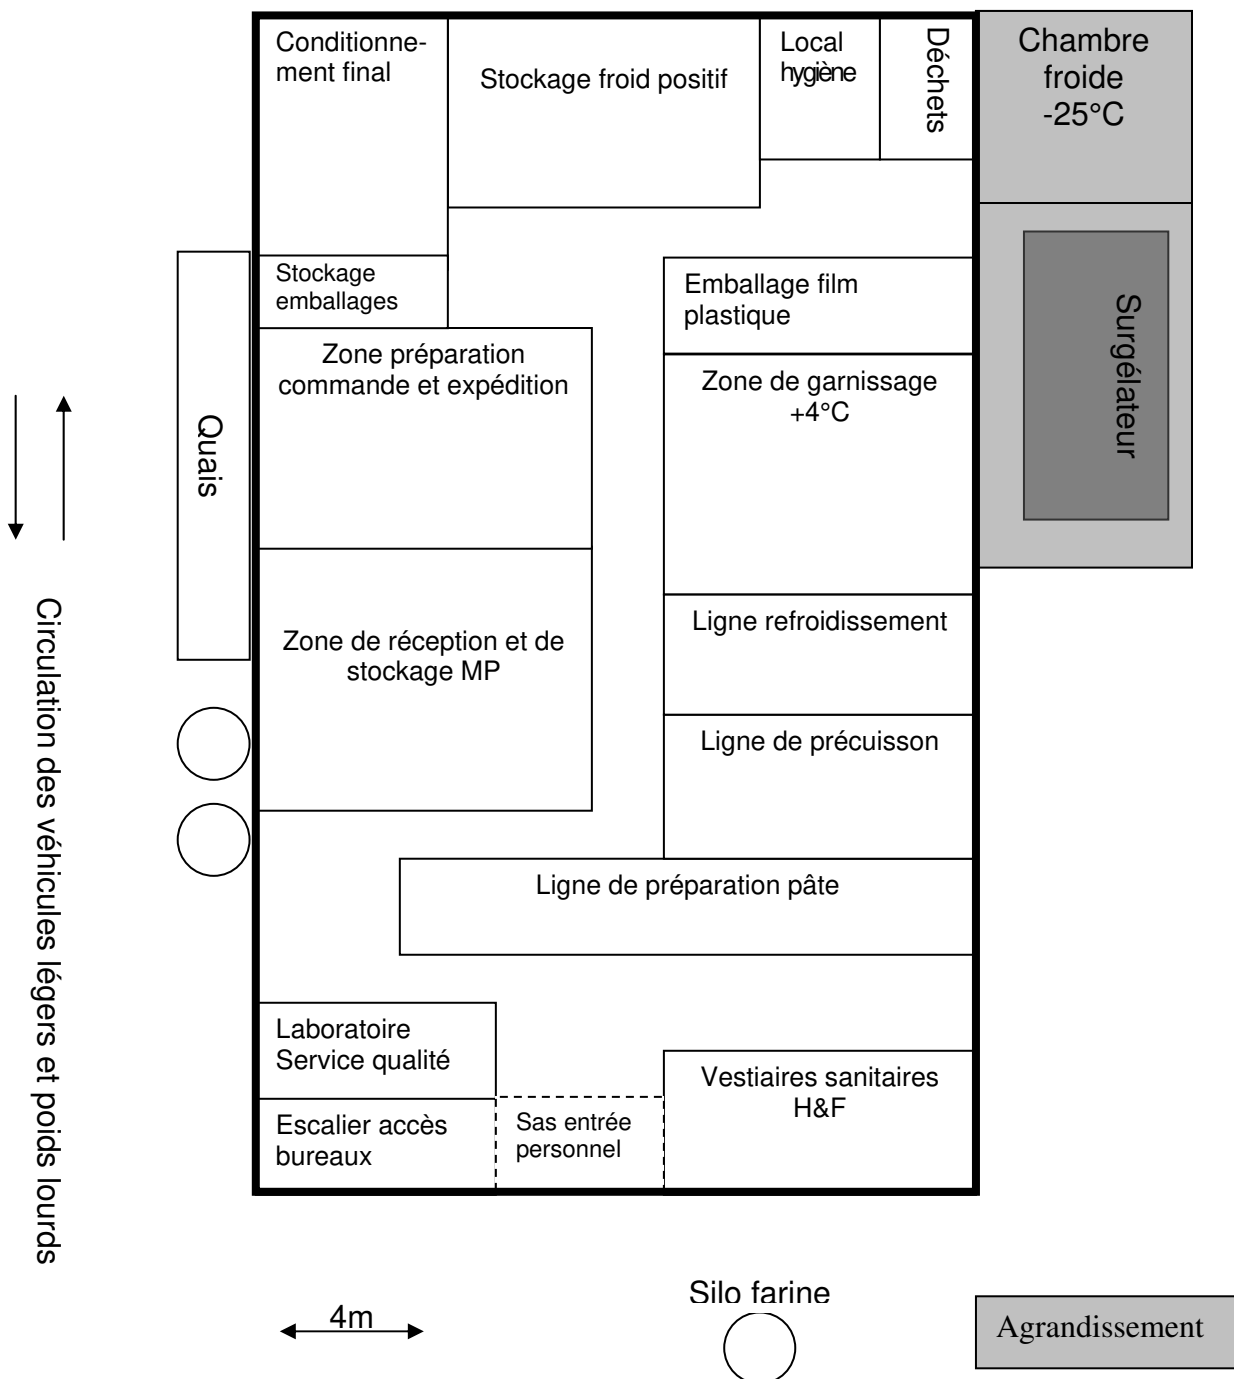 Conditionne-
ment final
Stockage froid positif
Local
hygiène
Déchets
Chambre
froide
-25°C
Stockage
emballages
Emballage film
plastique
Surgélateur
Zone préparation
commande et expédition
Zone de garnissage
+4°C
Quais
Circulation des véhicules légers et poids lourds
Zone de réception et de
stockage MP
Ligne refroidissement
Ligne de précuisson
Ligne de préparation pâte
Laboratoire
Service qualité
Vestiaires sanitaires
H&F
Escalier accès
bureaux
Sas entrée
personnel
4m
Silo farine
Agrandissement